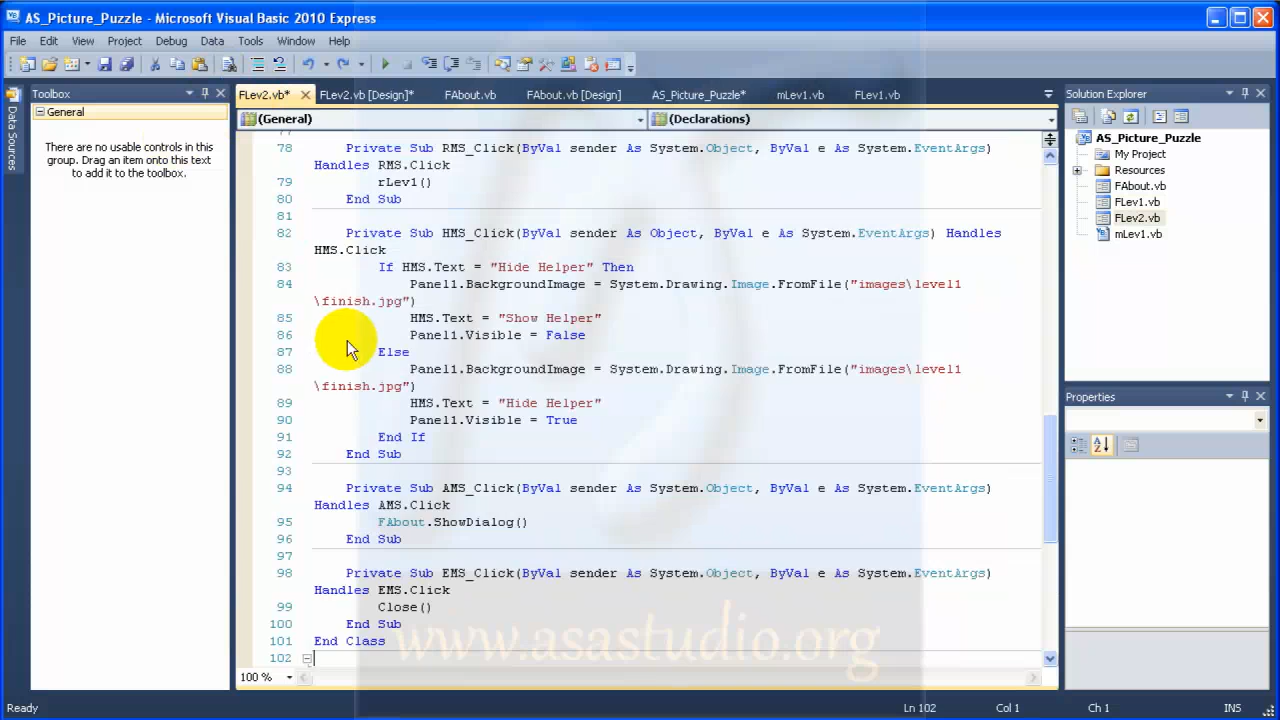 AS_Picture_Puzzle - Microsoft Visual Basic 2010 Express
File Edit View Project Debug Data Tools Window Help
Data Sources
Toolbox
General
There are no usable controls in this
group. Drag an item onto this text
to add it to the toolbox.
FLev2.vb* FLev2.vb [Design]* FAbout.vb FAbout.vb [Design] AS_Picture_Puzzle* mLev1.vb FLev1.vb
(General) (Declarations)
77
78 Private Sub RMS_Click(ByVal sender As System.Object, ByVal e As System.EventArgs)
Handles RMS.Click
79 rLev1()
80 End Sub
81
82 Private Sub HMS_Click(ByVal sender As Object, ByVal e As System.EventArgs) Handles
HMS.Click
83 If HMS.Text = "Hide Helper" Then
84 Panel1.BackgroundImage = System.Drawing.Image.FromFile("images\level1
\finish.jpg")
85 HMS.Text = "Show Helper"
86 Panel1.Visible = False
87 Else
88 Panel1.BackgroundImage = System.Drawing.Image.FromFile("images\level1
\finish.jpg")
89 HMS.Text = "Hide Helper"
90 Panel1.Visible = True
91 End If
92 End Sub
93
94 Private Sub AMS_Click(ByVal sender As System.Object, ByVal e As System.EventArgs)
Handles AMS.Click
95 FAbout.ShowDialog()
96 End Sub
97
98 Private Sub EMS_Click(ByVal sender As System.Object, ByVal e As System.EventArgs)
Handles EMS.Click
99 Close()
100 End Sub
101 End Class
102
www.asastudio.org
100 %
Solution Explorer
AS_Picture_Puzzle
My Project
Resources
FAbout.vb
FLev1.vb
FLev2.vb
mLev1.vb
Properties
Ready Ln 102 Col 1 Ch 1 INS